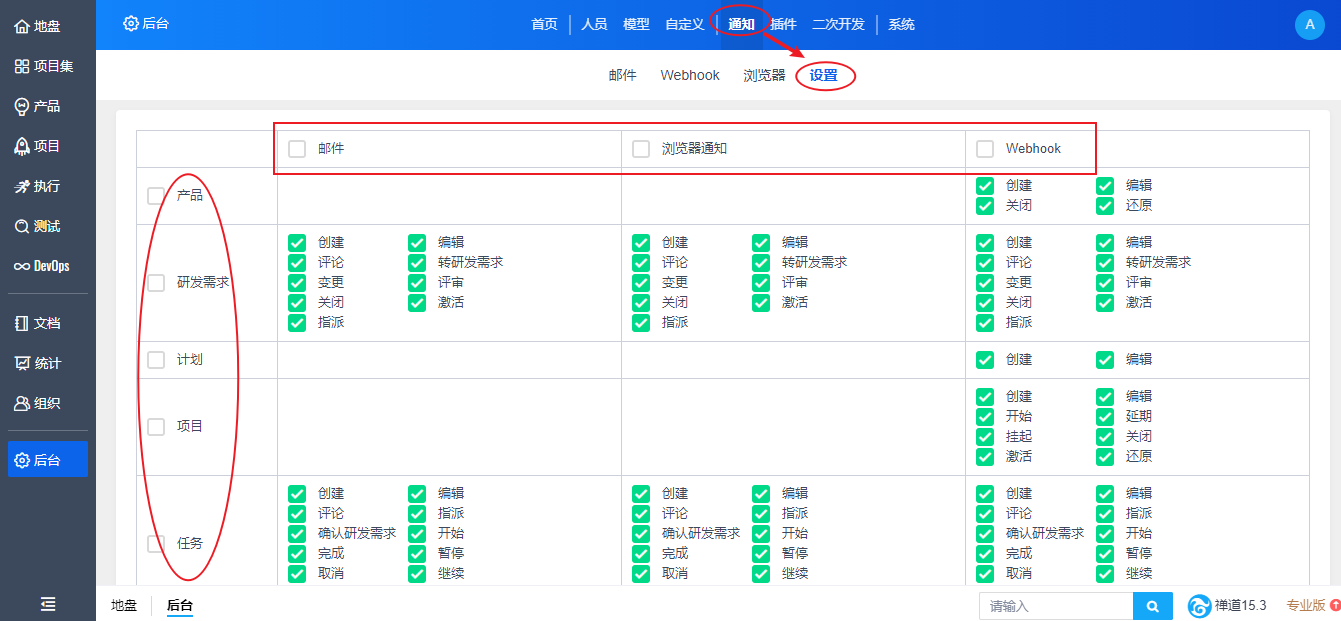 地盘
项目集
产品
项目
执行
测试
DevOps
文档
统计
组织
后台
后台
首页 人员 模型 自定义 通知 插件 二次开发 系统
A
邮件 Webhook 浏览器 设置
邮件 浏览器通知 Webhook
产品
创建 编辑
关闭 还原
研发需求
创建 编辑 创建 编辑 创建 编辑
评论 转研发需求 评论 转研发需求 评论 转研发需求
变更 评审 变更 评审 变更 评审
关闭 激活 关闭 激活 关闭 激活
指派 指派 指派
计划 创建 编辑
项目
创建 编辑
开始 延期
挂起 关闭
激活 还原
任务
创建 编辑 创建 编辑 创建 编辑
评论 指派 评论 指派 评论 指派
确认研发需求 开始 确认研发需求 开始 确认研发需求 开始
完成 暂停 完成 暂停 完成 暂停
取消 继续 取消 继续 取消 继续
地盘 后台 请输入 禅道15.3 专业版